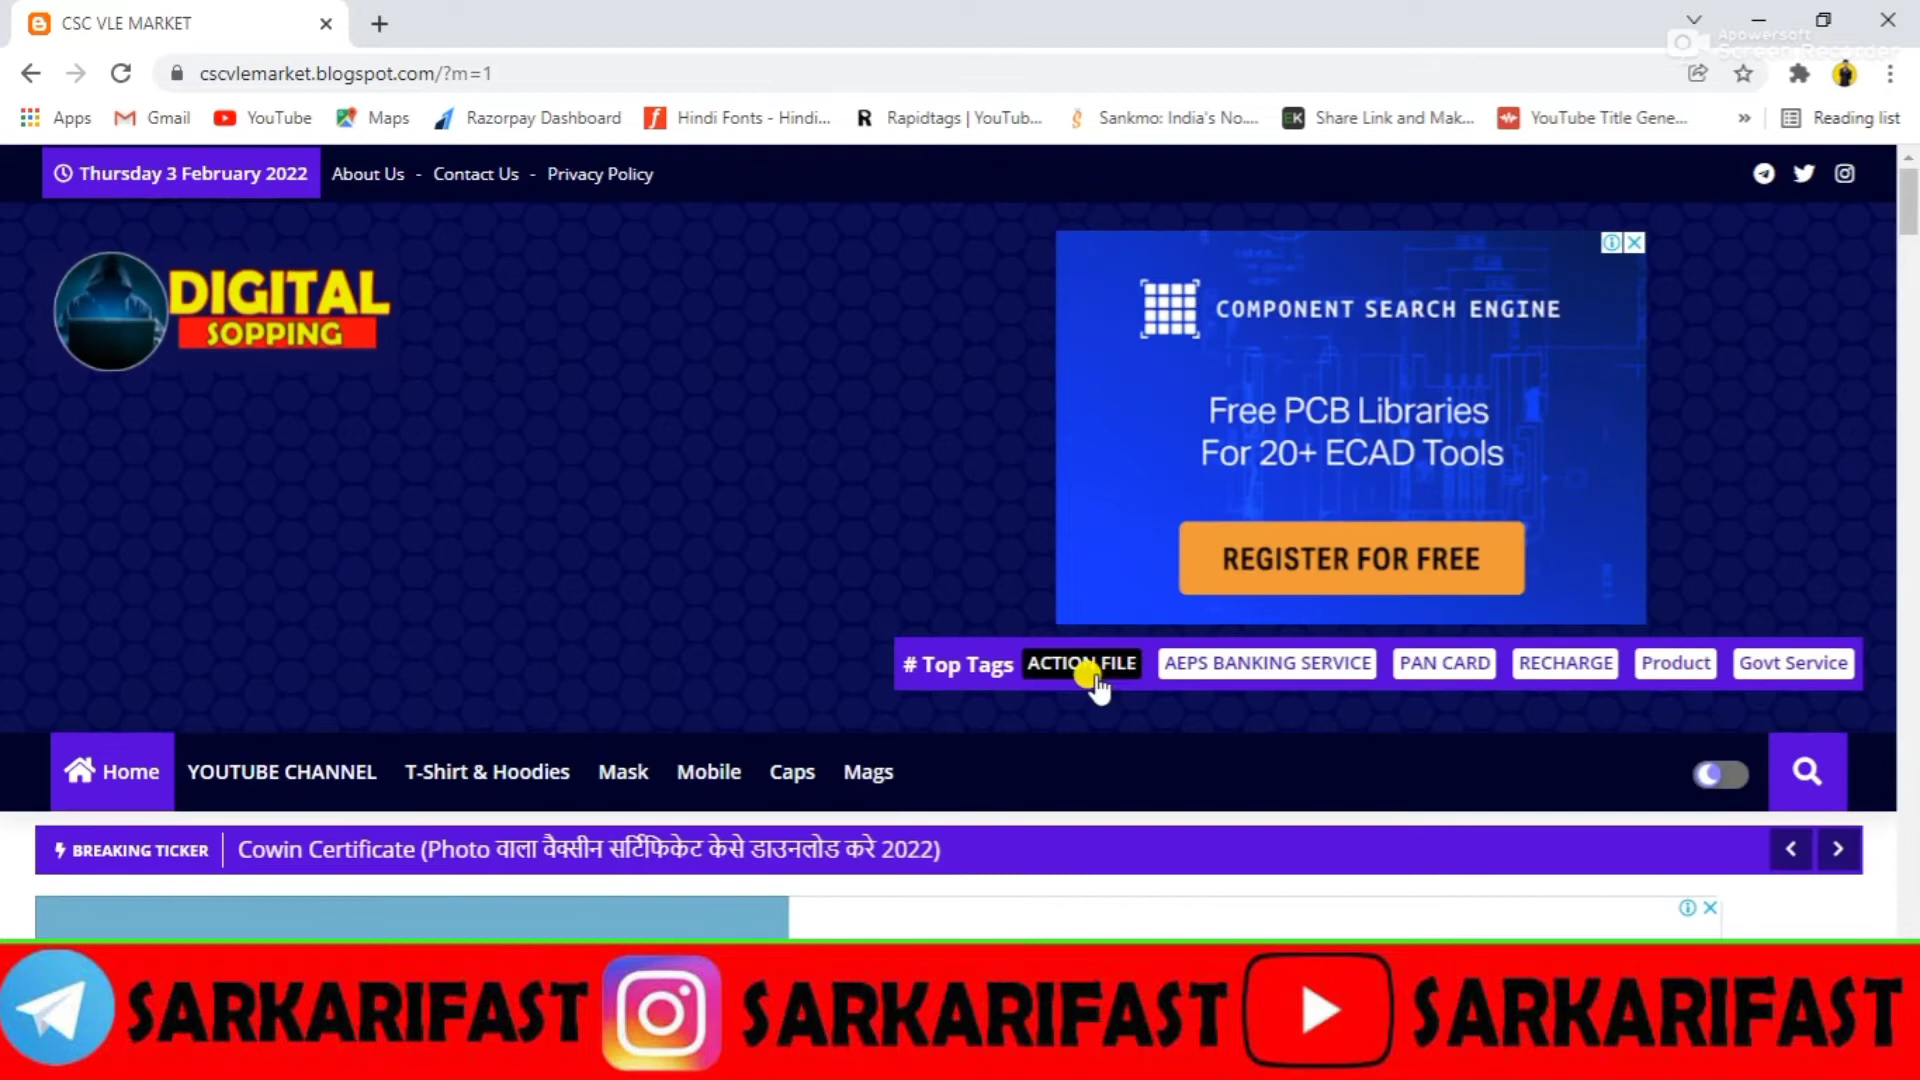 CSC VLE MARKET
Apowersoft
Screen Recorder
cscvlemarket.blogspot.com/?m=1
Apps Gmail YouTube Maps Razorpay Dashboard Hindi Fonts - Hindi... Rapidtags | YouTub... Sankmo: India's No.... Share Link and Mak... YouTube Title Gene... » Reading list
Thursday 3 February 2022 About Us - Contact Us - Privacy Policy
DIGITAL
SOPPING
COMPONENT SEARCH ENGINE
Free PCB Libraries
For 20+ ECAD Tools
REGISTER FOR FREE
# Top Tags ACTION FILE AEPS BANKING SERVICE PAN CARD RECHARGE Product Govt Service
Home YOUTUBE CHANNEL T-Shirt & Hoodies Mask Mobile Caps Mags
BREAKING TICKER Cowin Certificate (Photo वाला वैक्सीन सर्टिफिकेट केसे डाउनलोड करे 2022)
SARKARIFAST SARKARIFAST SARKARIFAST